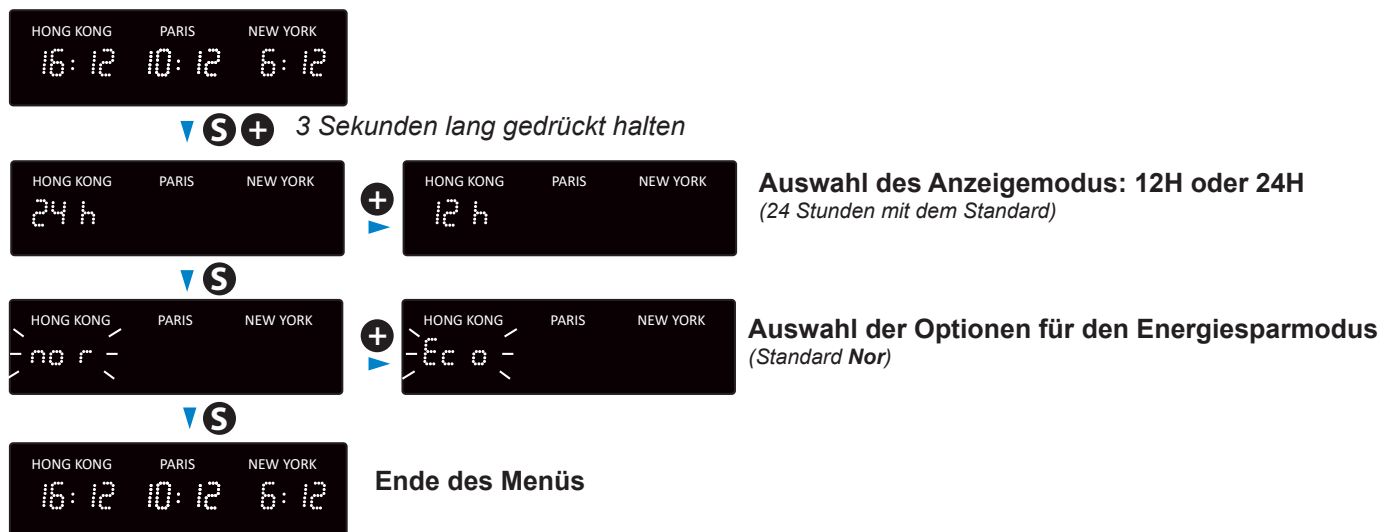 HONG KONG PARIS NEW YORK
16:12 10:12 6:12
S + 3 Sekunden lang gedrückt halten
HONG KONG PARIS NEW YORK
24 h
+
HONG KONG PARIS NEW YORK
12 h
Auswahl des Anzeigemodus: 12H oder 24H
(24 Stunden mit dem Standard)
S
HONG KONG PARIS NEW YORK
nor
+
HONG KONG PARIS NEW YORK
Eco
Auswahl der Optionen für den Energiesparmodus
(Standard Nor)
S
HONG KONG PARIS NEW YORK
16:12 10:12 6:12
Ende des Menüs